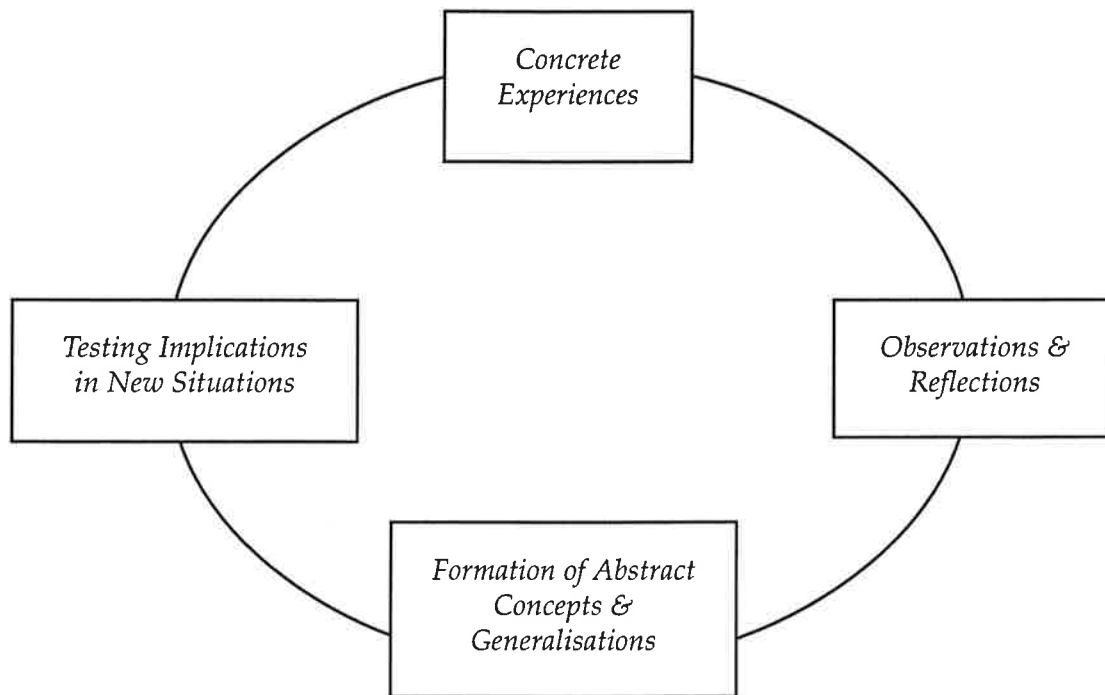 Concrete
Experiences
Testing Implications
in New Situations
Observations &
Reflections
Formation of Abstract
Concepts &
Generalisations